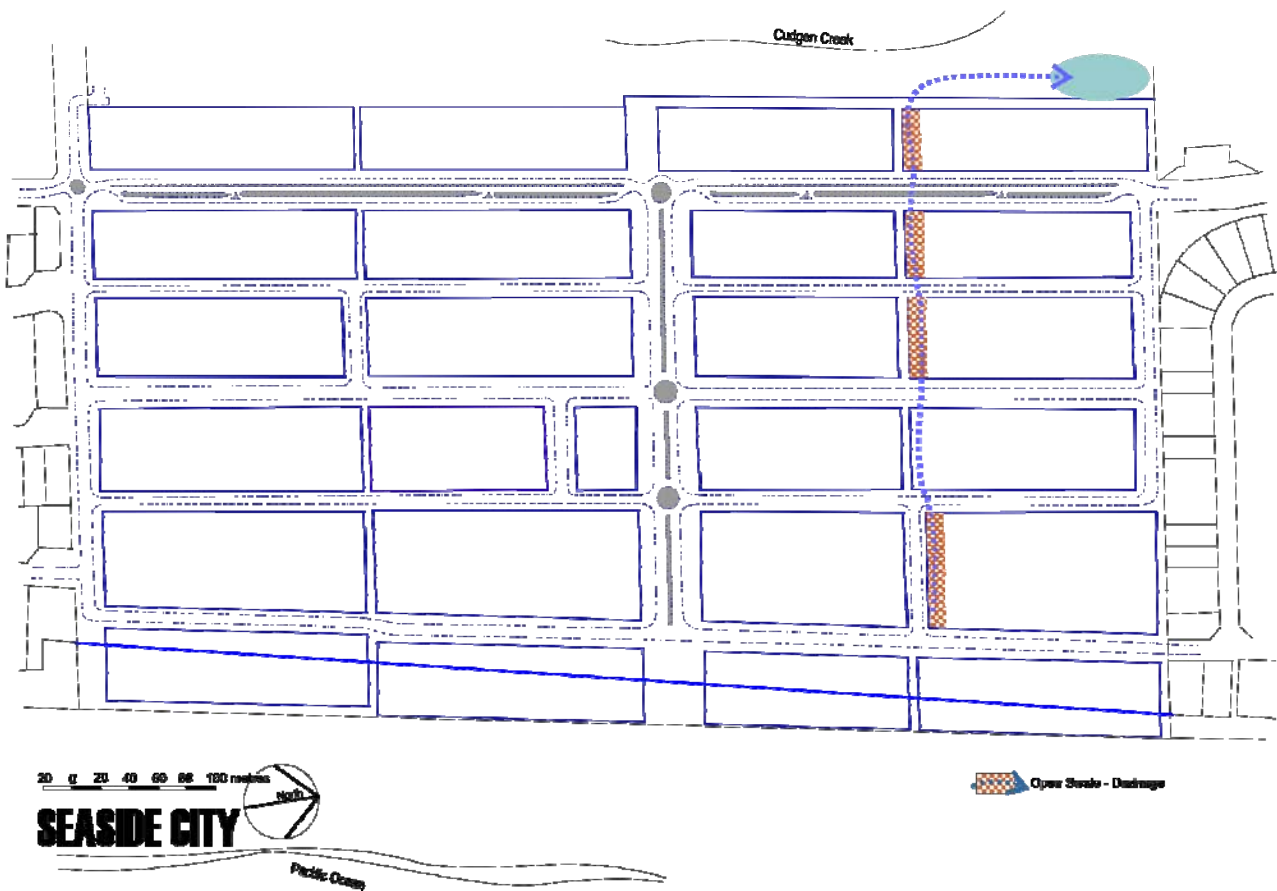 Cudgen Creek
20 0 20 40 60 80 100 metres
North
SEASIDE CITY
Open Swale - Drainage
Pacific Ocean